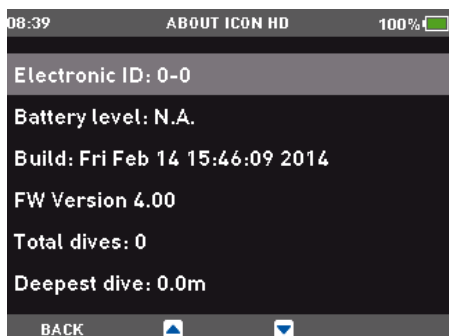 08:39 ABOUT ICON HD 100%
Electronic ID: 0-0
Battery level: N.A.
Build: Fri Feb 14 15:46:09 2014
FW Version 4.00
Total dives: 0
Deepest dive: 0.0m
BACK